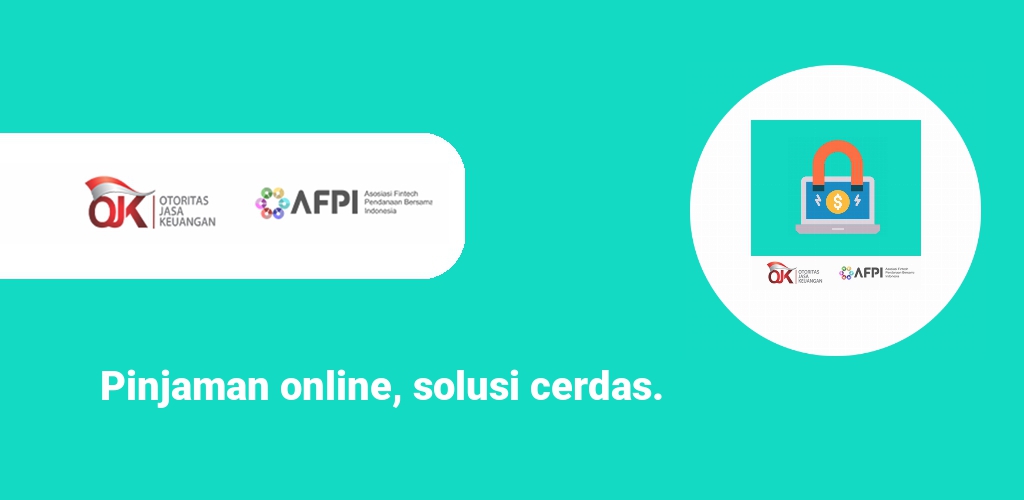 OJK
OTORITAS
JASA
KEUANGAN
AFPI
Asosiasi Fintech
Pendanaan Bersama
Indonesia
$
OJK
OTORITAS
JASA
KEUANGAN
AFPI
Asosiasi Fintech
Pendanaan Bersama
Indonesia
Pinjaman online, solusi cerdas.